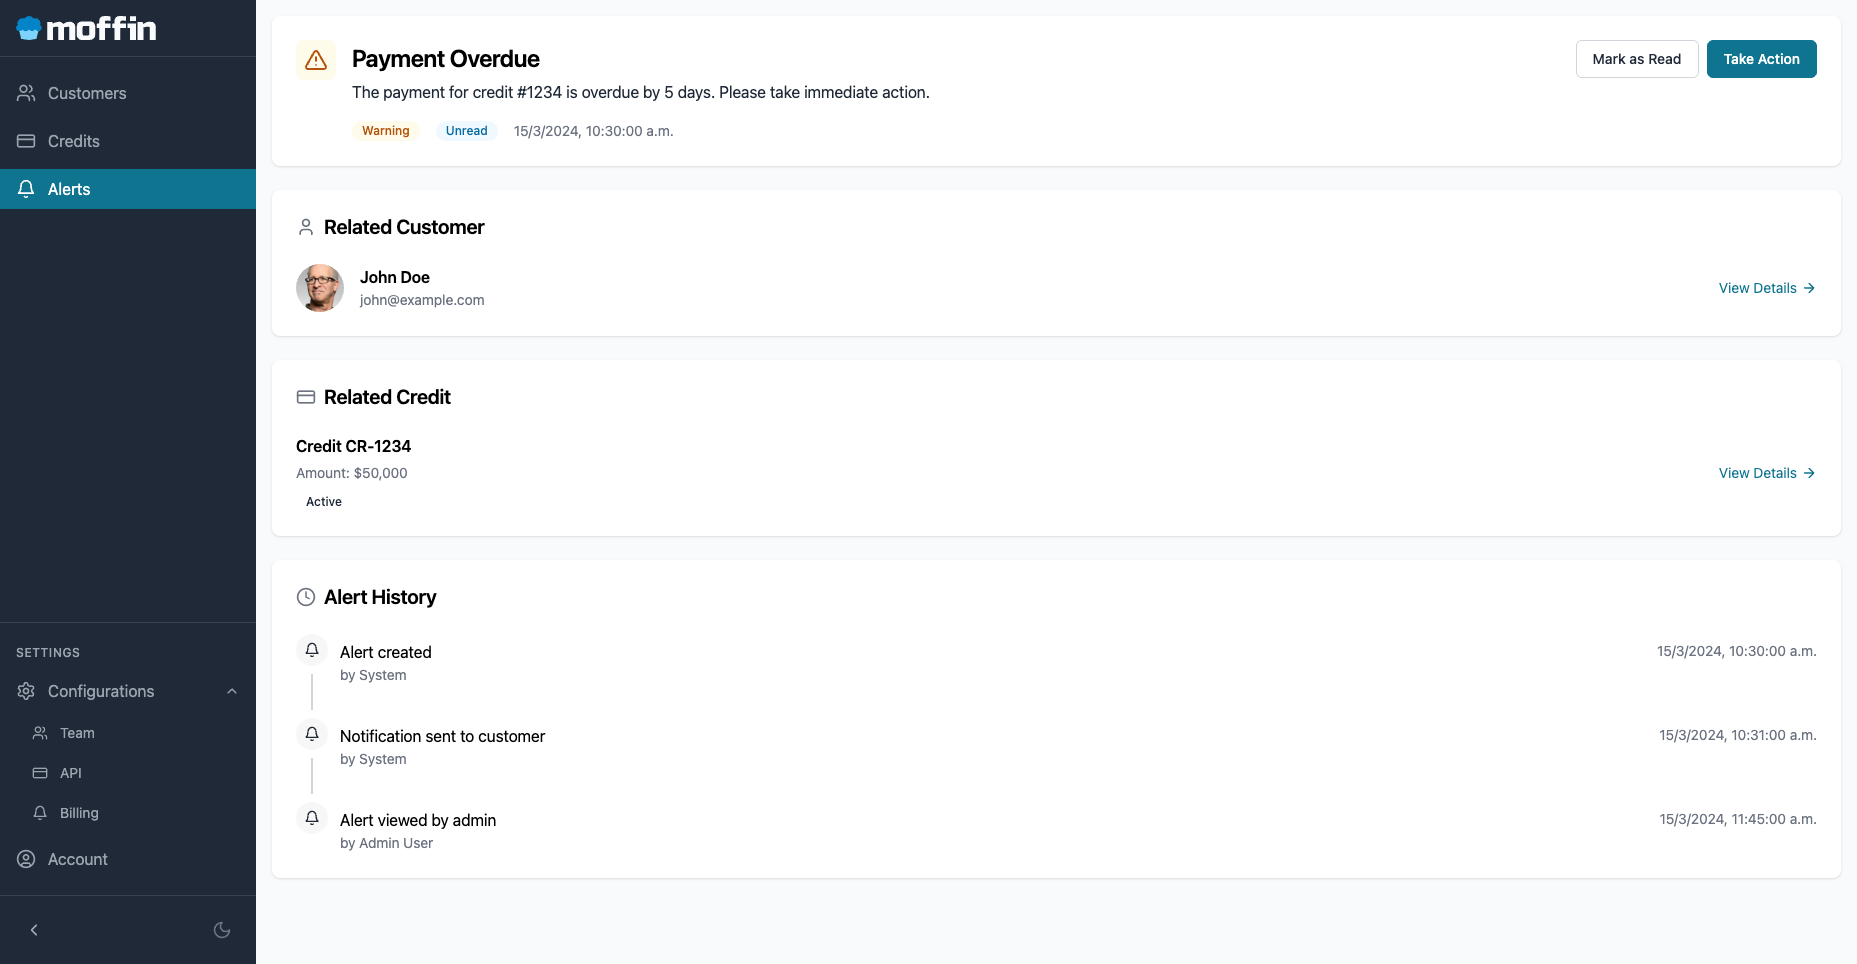 moffin
Customers
Credits
Alerts
SETTINGS
Configurations
Team
API
Billing
Account
Payment Overdue
The payment for credit #1234 is overdue by 5 days. Please take immediate action.
Warning
Unread
15/3/2024, 10:30:00 a.m.
Mark as Read
Take Action
Related Customer
John Doe
john@example.com
View Details
Related Credit
Credit CR-1234
Amount: $50,000
Active
View Details
Alert History
Alert created
by System
15/3/2024, 10:30:00 a.m.
Notification sent to customer
by System
15/3/2024, 10:31:00 a.m.
Alert viewed by admin
by Admin User
15/3/2024, 11:45:00 a.m.